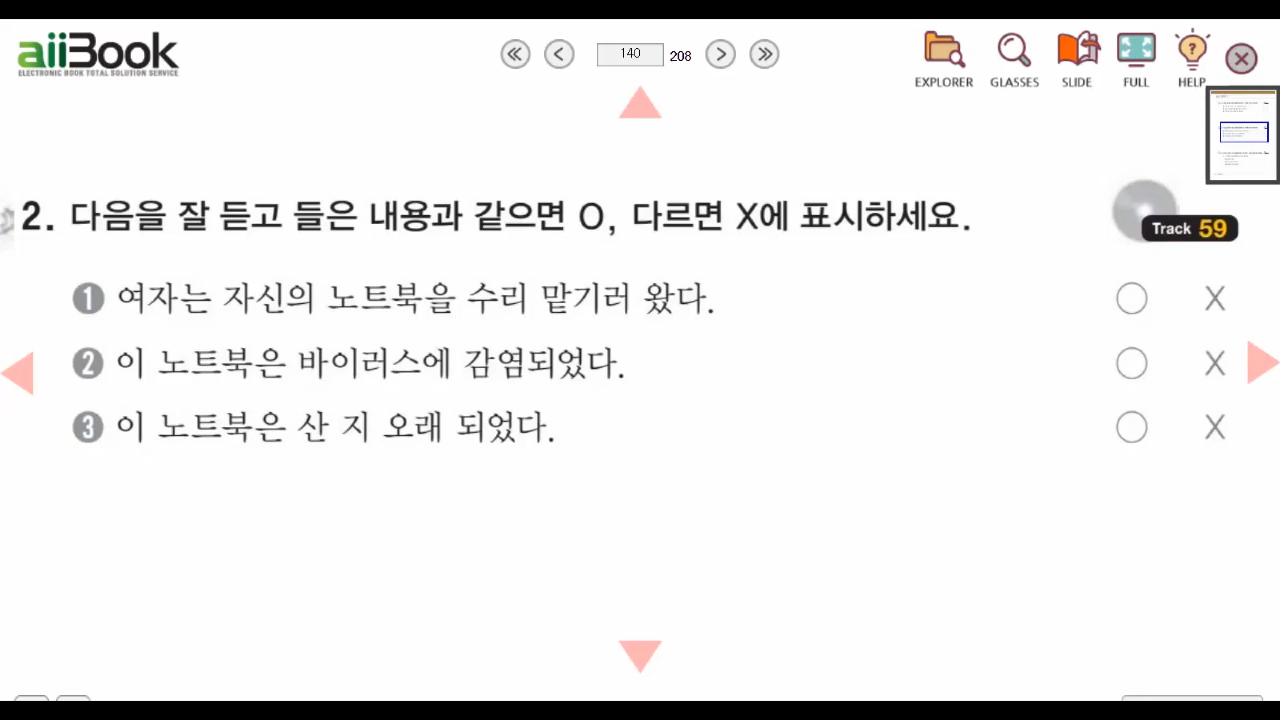 aiiBook
ELECTRONIC BOOK TOTAL SOLUTION SERVICE
140 208
EXPLORER GLASSES SLIDE FULL HELP
2. 다음을 잘 듣고 들은 내용과 같으면 O, 다르면 X에 표시하세요.
Track 59
1 여자는 자신의 노트북을 수리 맡기러 왔다. ○ X
2 이 노트북은 바이러스에 감염되었다. ○ X
3 이 노트북은 산 지 오래 되었다. ○ X